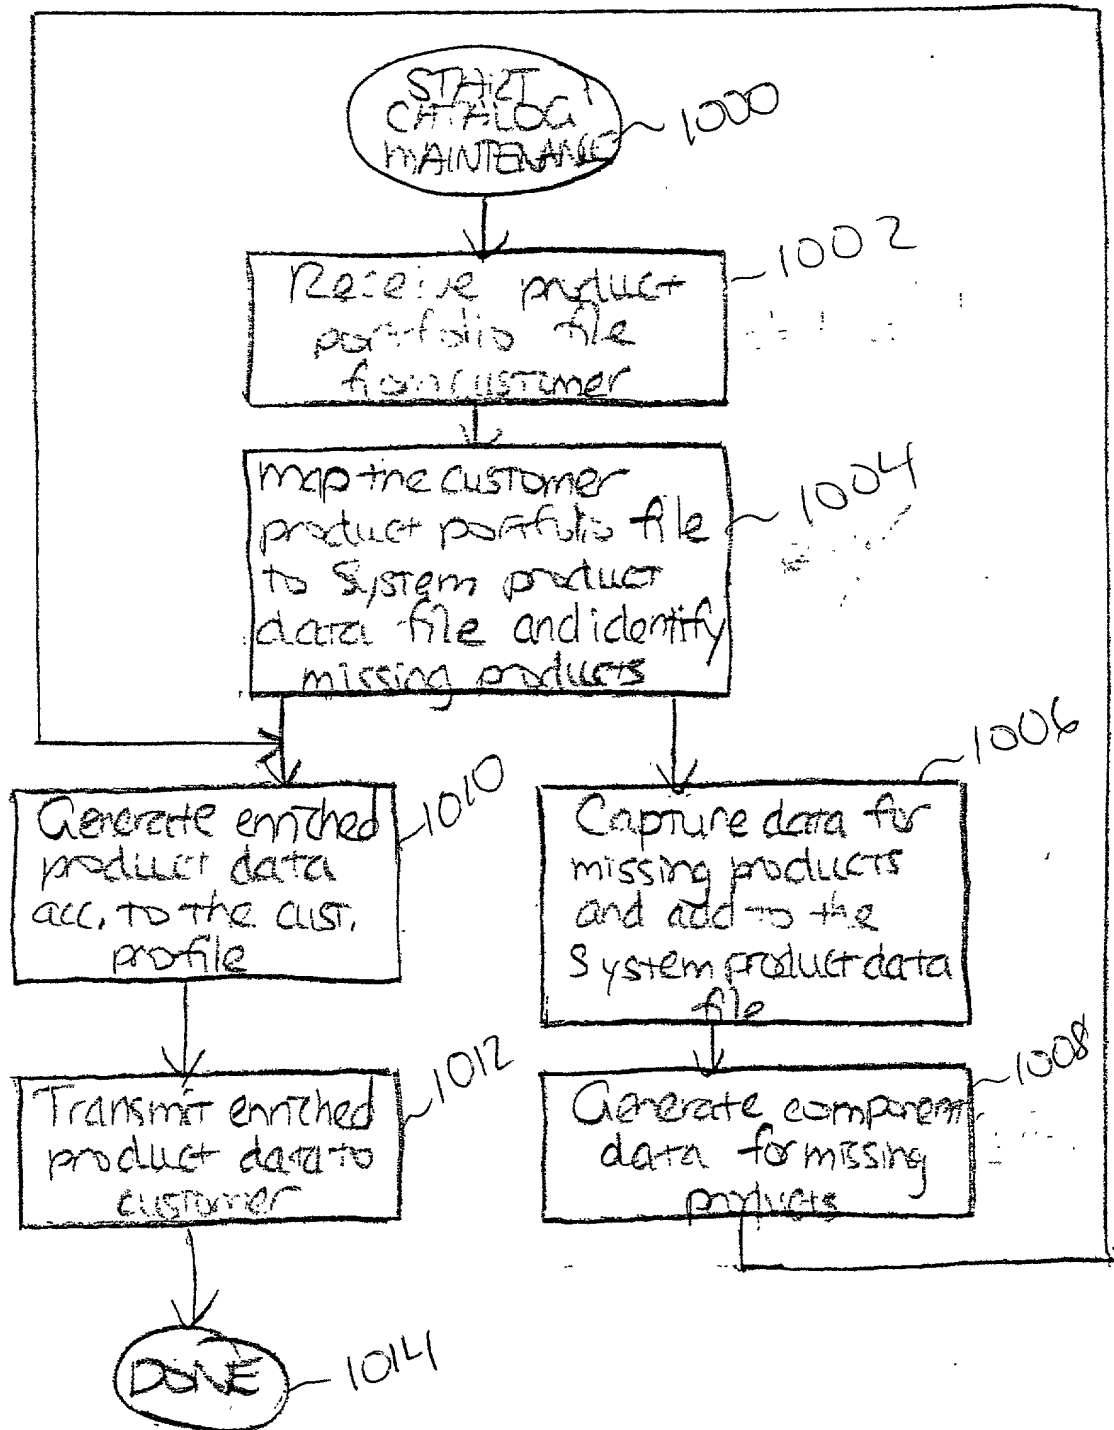 START
CATALOG
MAINTENANCE
1000
Receive product
portfolio file
from customer
1002
map the customer
product portfolio file
to System product
data file and identify
missing products
1004
Generate enriched
product data
acc. to the cust.
profile
1010
Capture data for
missing products
and add to the
System product data
file
1006
Transmit enriched
product data to
customer
1012
Generate component
data for missing
products
1008
DONE
1014